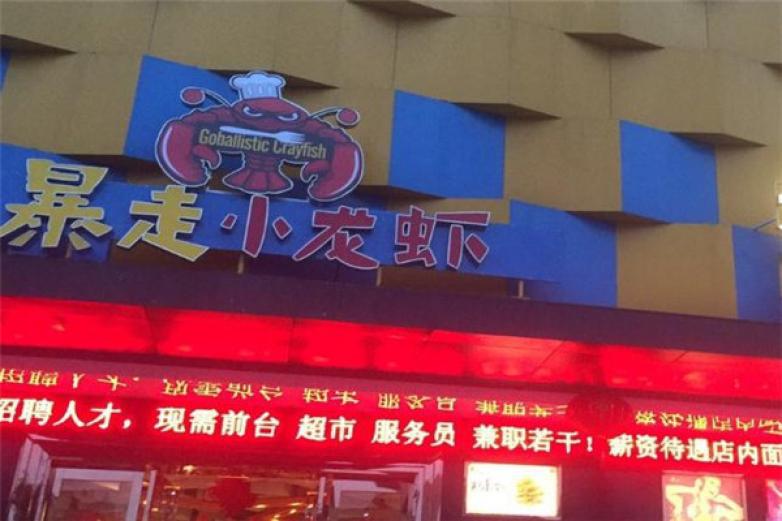 Goballistic Crayfish
暴走小龙虾
招聘人才，现需前台 超市 服务员 兼职若干！薪资待遇店内面